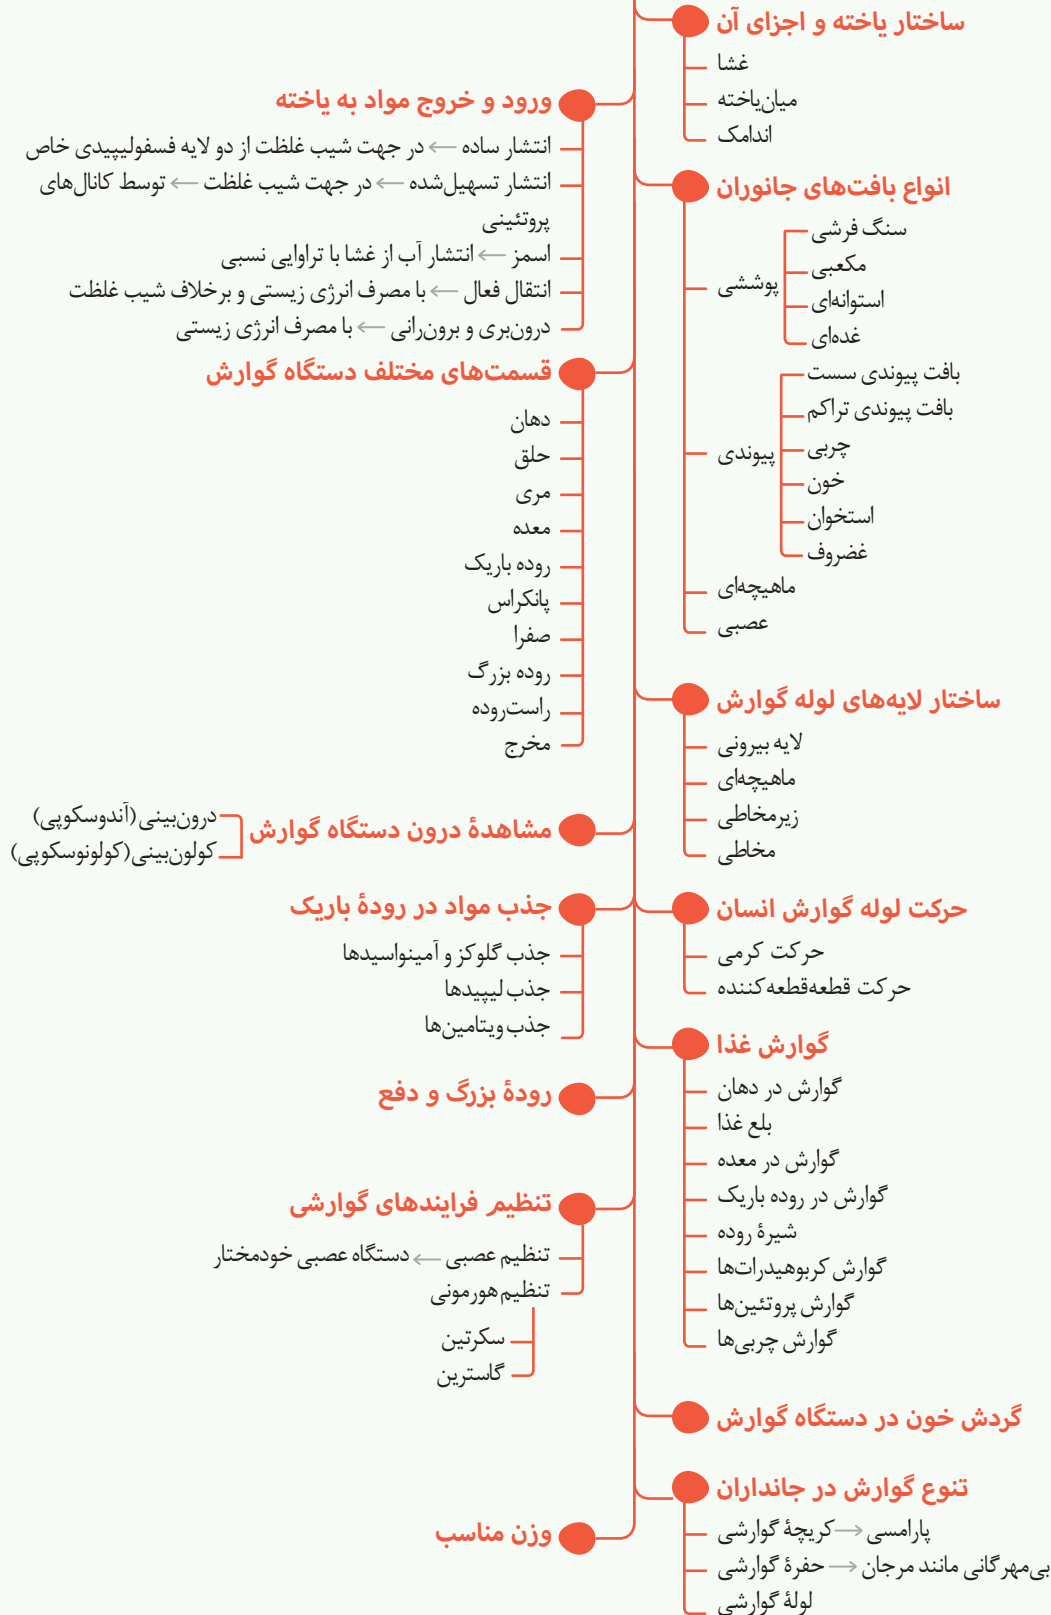 ساختار یاخته و اجزای آن
غشا
میان‌یاخته
اندامک
ورود و خروج مواد به یاخته
انتشار ساده ← در جهت شیب غلظت از دو لایه فسفولیپیدی خاص
انتشار تسهیل‌شده ← در جهت شیب غلظت ← توسط کانال‌های
پروتئینی
اسمز ← انتشار آب از غشا با تراوایی نسبی
انتقال فعال ← با مصرف انرژی زیستی و برخلاف شیب غلظت
درون‌بری و برون‌رانی ← با مصرف انرژی زیستی
انواع بافت‌های جانوران
پوششی
سنگ فرشی
مکعبی
استوانه‌ای
غده‌ای
پیوندی
بافت پیوندی سست
بافت پیوندی تراکم
چربی
خون
استخوان
غضروف
ماهیچه‌ای
عصبی
قسمت‌های مختلف دستگاه گوارش
دهان
حلق
مری
معده
روده باریک
پانکراس
صفرا
روده بزرگ
راست‌روده
مخرج
ساختار لایه‌های لوله گوارش
لایه بیرونی
ماهیچه‌ای
زیرمخاطی
مخاطی
مشاهدهٔ درون دستگاه گوارش
درون‌بینی(آندوسکوپی)
کولون‌بینی(کولونوسکوپی)
حرکت لوله گوارش انسان
حرکت کرمی
حرکت قطعه‌قطعه‌کننده
جذب مواد در رودهٔ باریک
جذب گلوکز و آمینواسیدها
جذب لیپیدها
جذب ویتامین‌ها
گوارش غذا
گوارش در دهان
بلع غذا
گوارش در معده
گوارش در روده باریک
شیرهٔ روده
گوارش کربوهیدرات‌ها
گوارش پروتئین‌ها
گوارش چربی‌ها
رودهٔ بزرگ و دفع
تنظیم فرایندهای گوارشی
تنظیم عصبی ← دستگاه عصبی خودمختار
تنظیم هورمونی
سکرتین
گاسترین
گردش خون در دستگاه گوارش
تنوع گوارش در جانداران
پارامسی → کریچهٔ گوارشی
بی‌مهرگانی مانند مرجان → حفرهٔ گوارشی
لولهٔ گوارشی
وزن مناسب